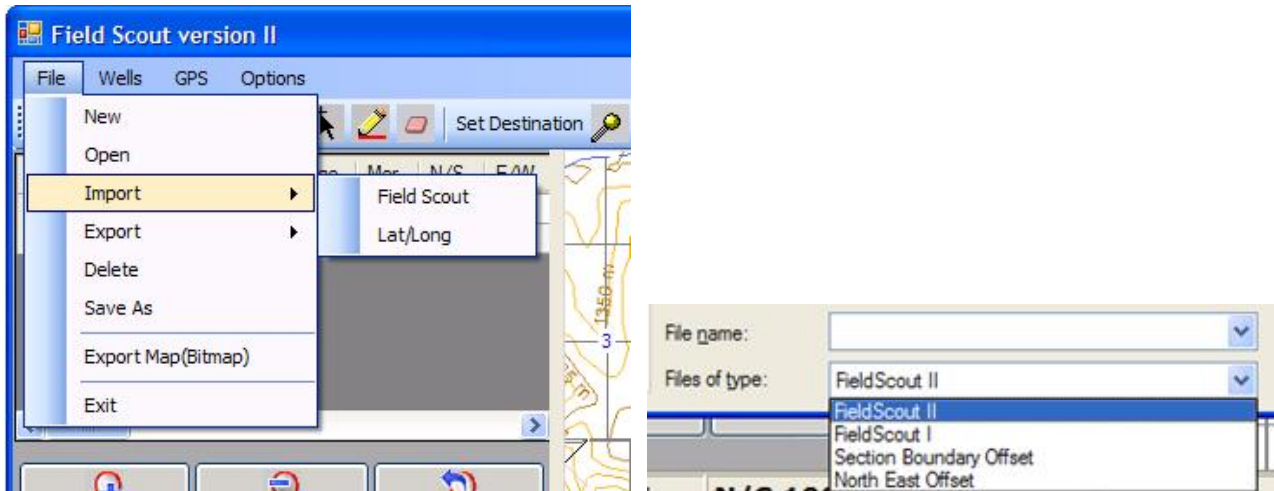 Field Scout version II
File Wells GPS Options
Set Destination
New
Open
Mer N/S E/W
Import
Field Scout
Export
Lat/Long
Delete
Save As
1350 m
3
Export Map(Bitmap)
Exit
File name:
Files of type: FieldScout II
FieldScout II
FieldScout I
Section Boundary Offset
North East Offset